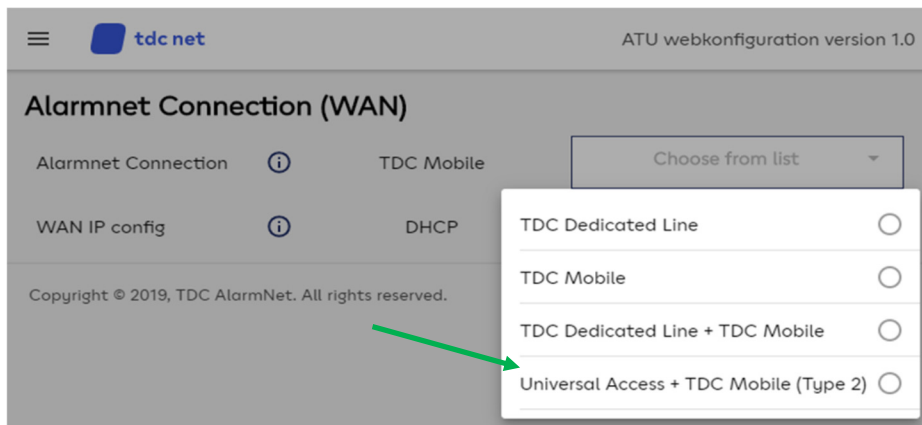 tdc net
ATU webkonfiguration version 1.0
Alarmnet Connection (WAN)
Alarmnet Connection
TDC Mobile
Choose from list
WAN IP config
DHCP
TDC Dedicated Line
TDC Mobile
TDC Dedicated Line + TDC Mobile
Universal Access + TDC Mobile (Type 2)
Copyright © 2019, TDC AlarmNet. All rights reserved.